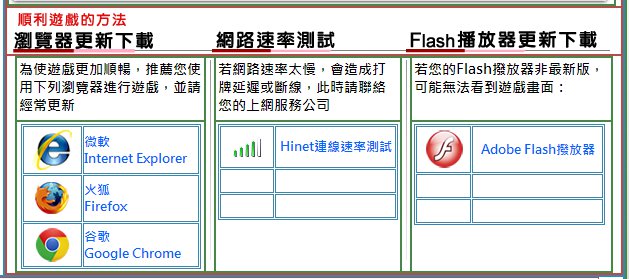 順利遊戲的方法
瀏覽器更新下載
為使遊戲更加順暢，推薦您使
用下列瀏覽器進行遊戲，並請
經常更新
微軟
Internet Explorer
火狐
Firefox
谷歌
Google Chrome
網路速率測試
若網路速率太慢，會造成打
牌延遲或斷線，此時請聯絡
您的上網服務公司
Hinet連線速率測試
Flash播放器更新下載
若您的Flash撥放器非最新版，
可能無法看到遊戲畫面：
Adobe Flash撥放器